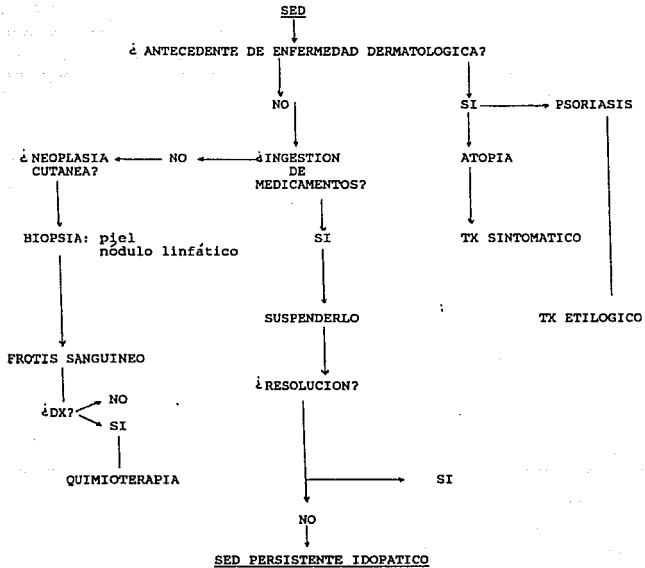 SED
¿ ANTECEDENTE DE ENFERMEDAD DERMATOLOGICA?
NO
SI
PSORIASIS
¿NEOPLASIA
CUTANEA?
NO
¿INGESTION
DE
MEDICAMENTOS?
ATOPIA
BIOPSIA: piel
nódulo linfático
SI
TX SINTOMATICO
SUSPENDERLO
TX ETILOGICO
FROTIS SANGUINEO
¿RESOLUCION?
¿DX?
NO
SI
QUIMIOTERAPIA
SI
NO
SED PERSISTENTE IDOPATICO